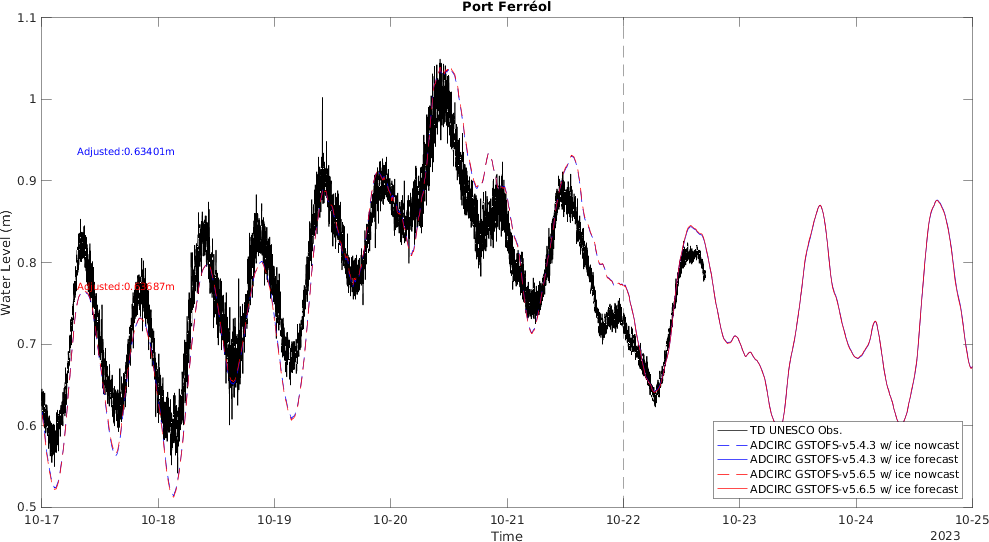 Port Ferréol
Water Level (m)
1.1
1
0.9
0.8
0.7
0.6
0.5
Adjusted:0.63401m
TD UNESCO Obs.
ADCIRC GSTOFS-v5.4.3 w/ ice nowcast
ADCIRC GSTOFS-v5.4.3 w/ ice forecast
ADCIRC GSTOFS-v5.6.5 w/ ice nowcast
ADCIRC GSTOFS-v5.6.5 w/ ice forecast
10-17
10-18
10-19
10-20
10-21
10-22
10-23
10-24
10-25
Time
2023